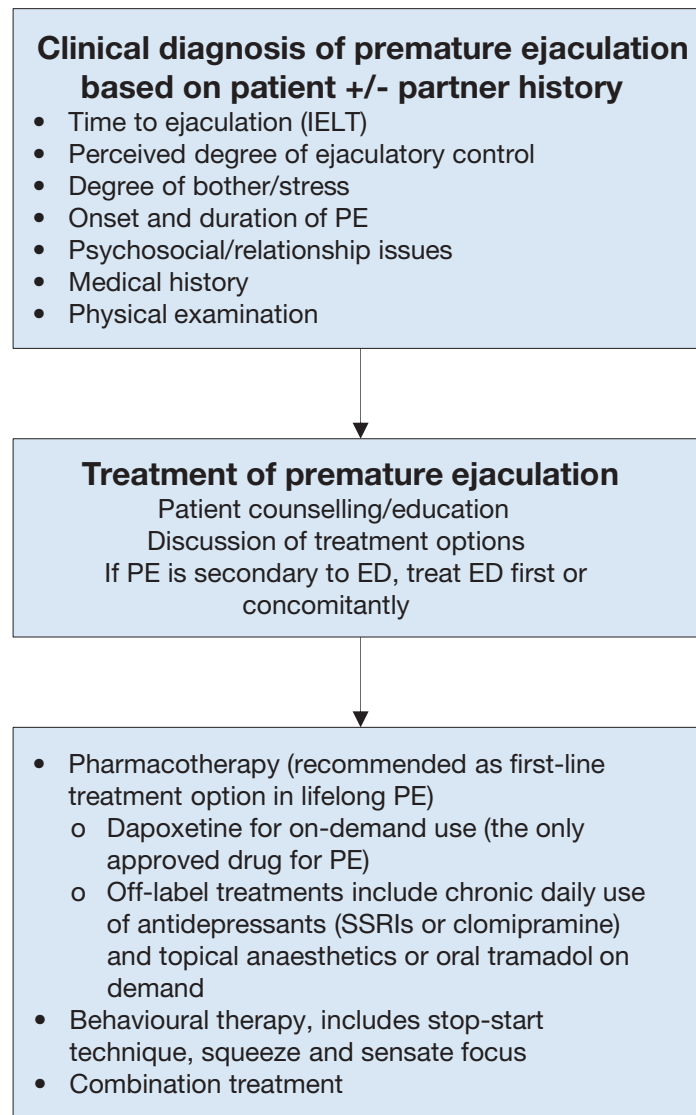 Clinical diagnosis of premature ejaculation
based on patient +/- partner history
• Time to ejaculation (IELT)
• Perceived degree of ejaculatory control
• Degree of bother/stress
• Onset and duration of PE
• Psychosocial/relationship issues
• Medical history
• Physical examination
Treatment of premature ejaculation
Patient counselling/education
Discussion of treatment options
If PE is secondary to ED, treat ED first or
concomitantly
• Pharmacotherapy (recommended as first-line
treatment option in lifelong PE)
o Dapoxetine for on-demand use (the only
approved drug for PE)
o Off-label treatments include chronic daily use
of antidepressants (SSRIs or clomipramine)
and topical anaesthetics or oral tramadol on
demand
• Behavioural therapy, includes stop-start
technique, squeeze and sensate focus
• Combination treatment